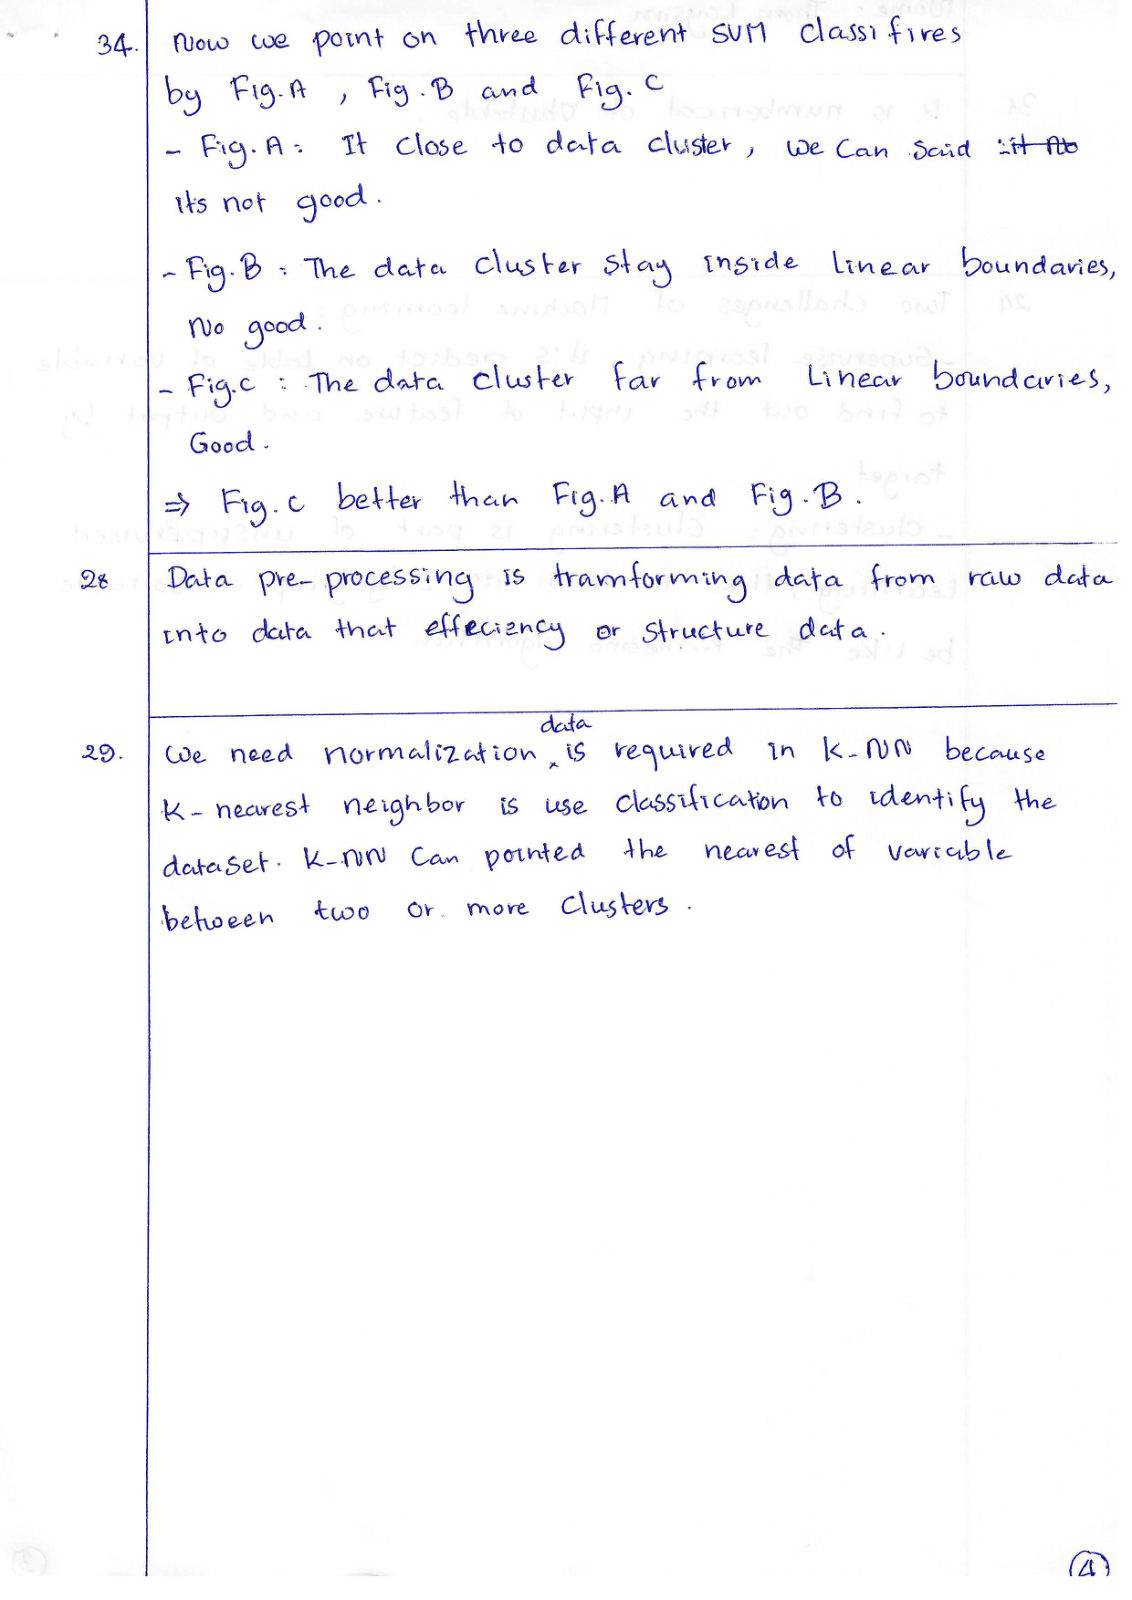 34. Now we point on three different SVM classifires
by Fig.A , Fig.B and Fig.C
- Fig.A : It close to data cluster, we can said it No
its not good.
- Fig.B : The data cluster stay inside linear boundaries,
No good.
- Fig.C : The data cluster far from Linear boundaries,
Good.
⇒ Fig.C better than Fig.A and Fig.B.
28 Data pre-processing is tramforming data from raw data
into data that effeciency or structure data.
data
29. We need normalization is required in K-NN because
K-nearest neighbor is use classification to identify the
dataset. K-NN can pointed the nearest of variable
between two or more clusters.
4